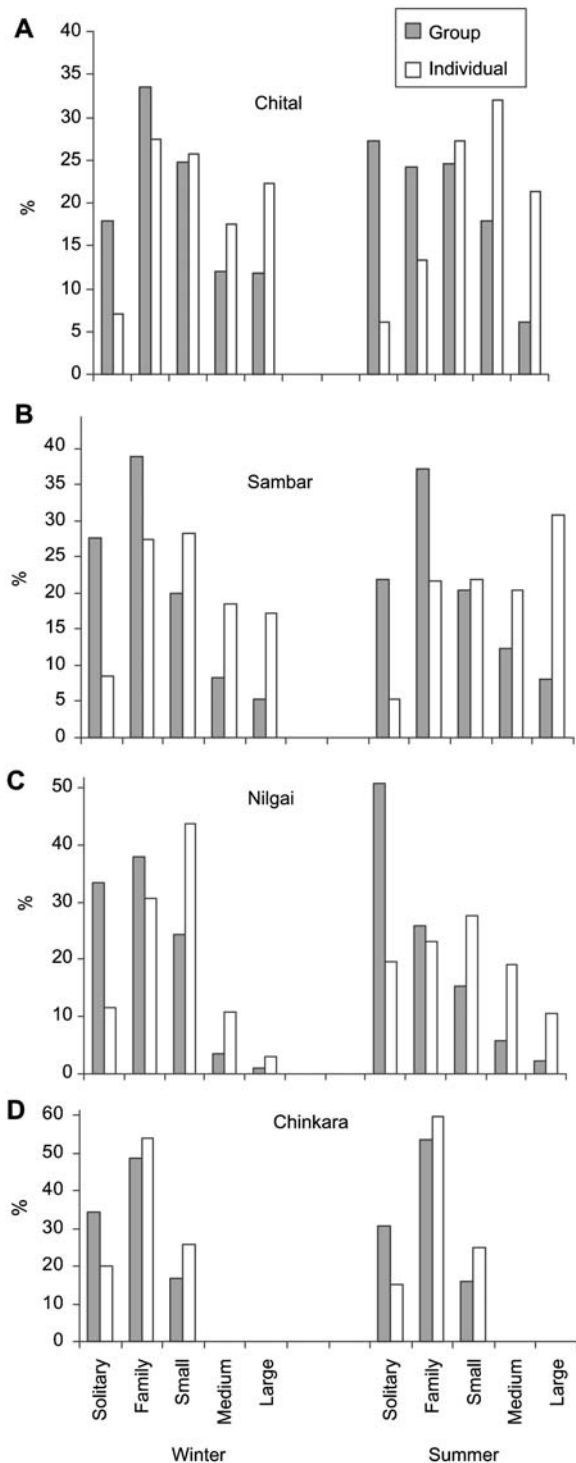 A
Group
Individual
Chital
40
35
30
25
20
15
10
5
0
%
B
Sambar
40
35
30
25
20
15
10
5
0
%
C
Nilgai
50
40
30
20
10
0
%
D
Chinkara
60
50
40
30
20
10
0
%
Solitary
Family
Small
Medium
Large
Solitary
Family
Small
Medium
Large
Winter
Summer